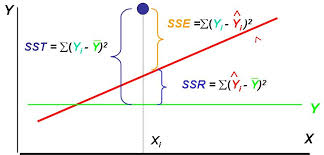 Y
SSE = ∑(Yᵢ - Ŷᵢ)²
SST = ∑(Yᵢ - Ȳ)²
SSR = ∑(Ŷᵢ - Ȳ)²
Y
Xᵢ
X